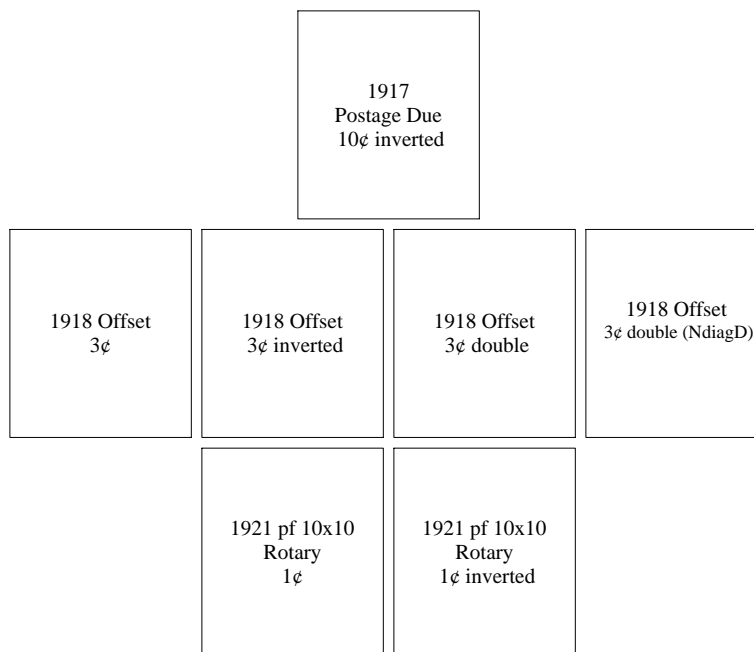 1917
Postage Due
10¢ inverted
1918 Offset
3¢
1918 Offset
3¢ inverted
1918 Offset
3¢ double
1918 Offset
3¢ double (NdiagD)
1921 pf 10x10
Rotary
1¢
1921 pf 10x10
Rotary
1¢ inverted